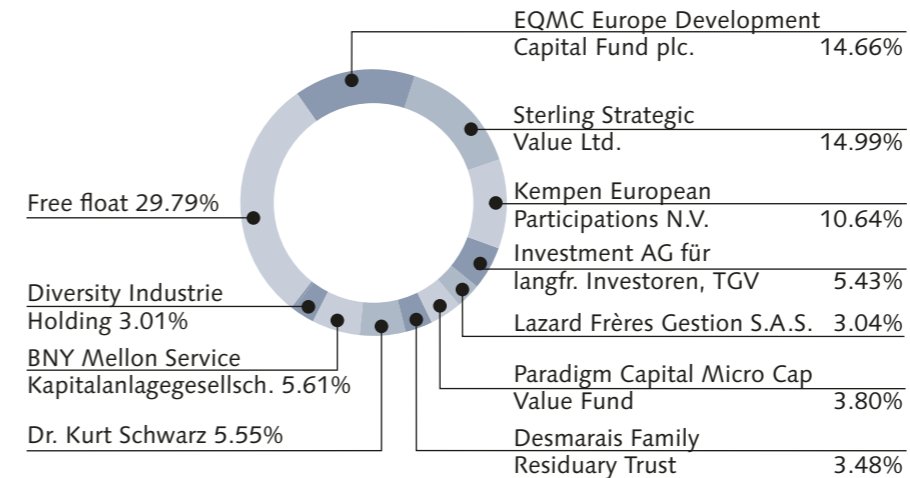 EQMC Europe Development
Capital Fund plc. 14.66%
Sterling Strategic
Value Ltd. 14.99%
Kempen European
Participations N.V. 10.64%
Investment AG für
langfr. Investoren, TGV 5.43%
Lazard Frères Gestion S.A.S. 3.04%
Paradigm Capital Micro Cap
Value Fund 3.80%
Desmarais Family
Residuary Trust 3.48%
Free float 29.79%
Diversity Industrie
Holding 3.01%
BNY Mellon Service
Kapitalanlagegesellsch. 5.61%
Dr. Kurt Schwarz 5.55%